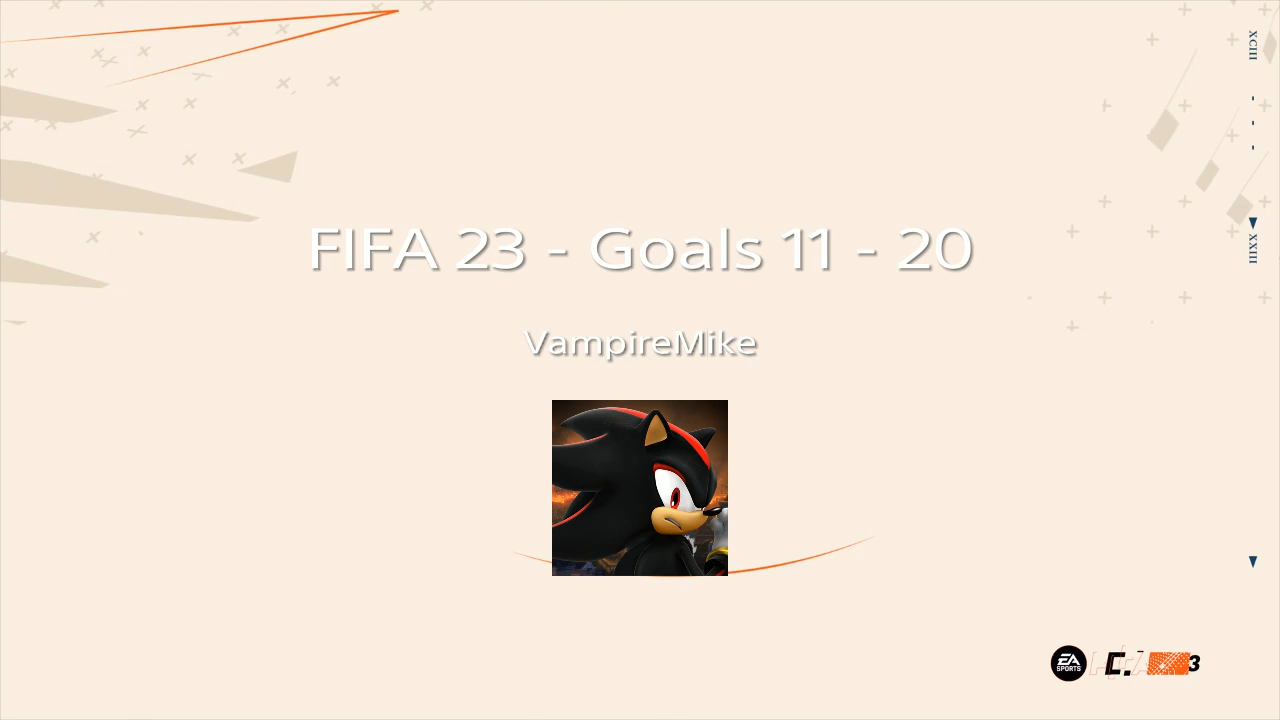 XCIII
FIFA 23 - Goals 11 - 20
XXIII
VampireMike
EA
SPORTS